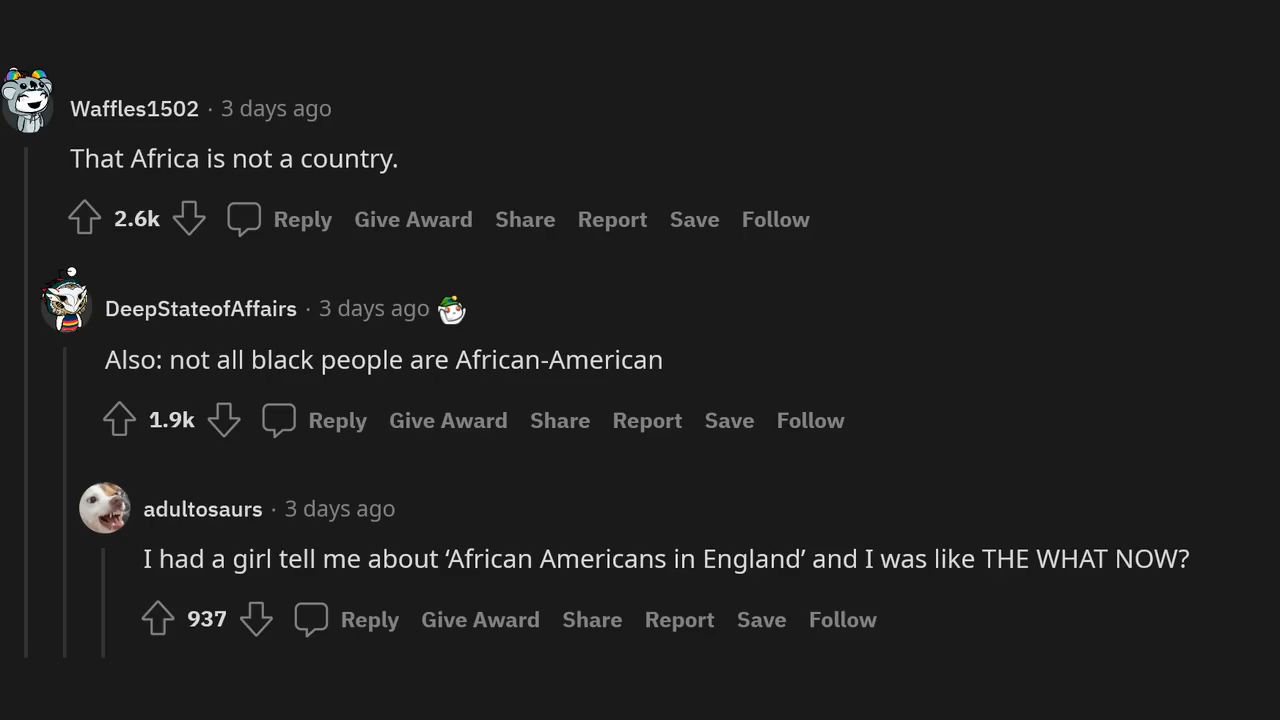 Waffles1502 · 3 days ago
That Africa is not a country.
2.6k Reply Give Award Share Report Save Follow
DeepStateofAffairs · 3 days ago
Also: not all black people are African-American
1.9k Reply Give Award Share Report Save Follow
adultosaurs · 3 days ago
I had a girl tell me about ‘African Americans in England’ and I was like THE WHAT NOW?
937 Reply Give Award Share Report Save Follow